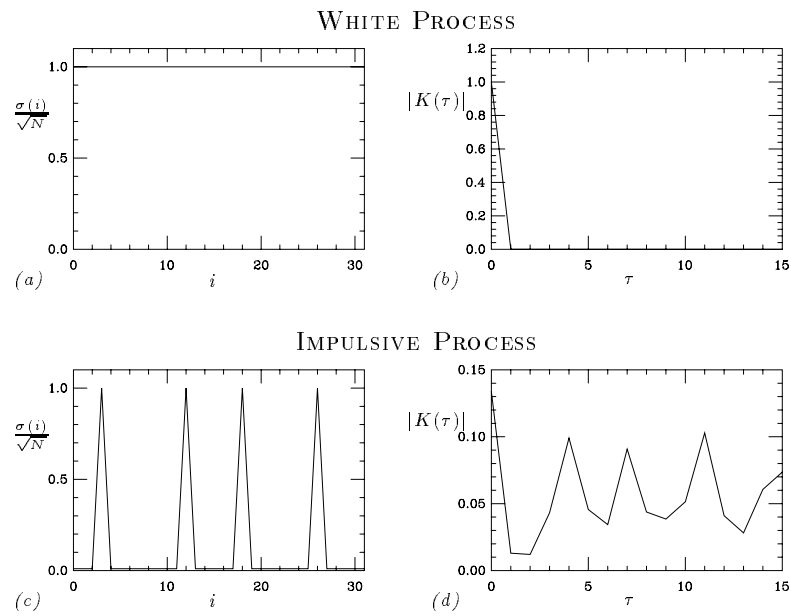 White Process
1.0
σ(i)
√N
0.5
0.0
0 10 20 30
(a) i
1.2
1.0
|K(τ)|
0.8
0.6
0.4
0.2
0.0
0 5 10 15
(b) τ
Impulsive Process
1.0
σ(i)
√N
0.5
0.0
0 10 20 30
(c) i
0.15
|K(τ)|
0.10
0.05
0.00
0 5 10 15
(d) τ